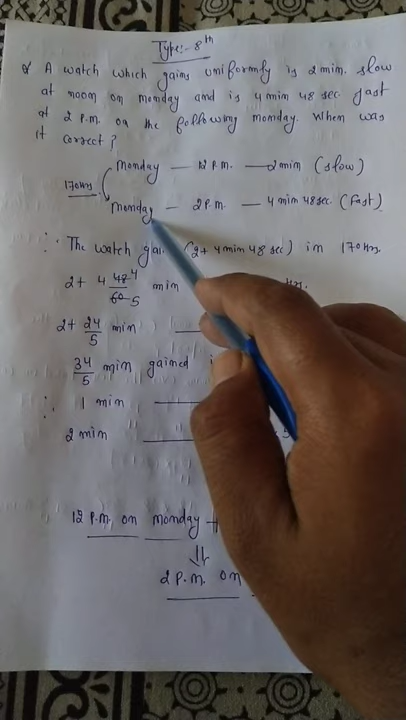 Type:- 8th
Q A watch which gains uniformly is 2 min. slow
at noon on monday and is 4 min 48 sec fast
at 2 P.M. on the following monday. When was
it correct?
Monday — 12 P.M. — 2 min (slow)
170 Hrs.
Monday — 2 P.M. — 4 min 48 sec (Fast)
∵ The watch (2 + 4 min 48 sec) in 170 Hrs.
2 + 4 48 4 / 60 5 min
2 + 24/5 min
34/5 min gained
∴ 1 min
2 min
12 P.M. on monday +
⇓
2 P.M. on